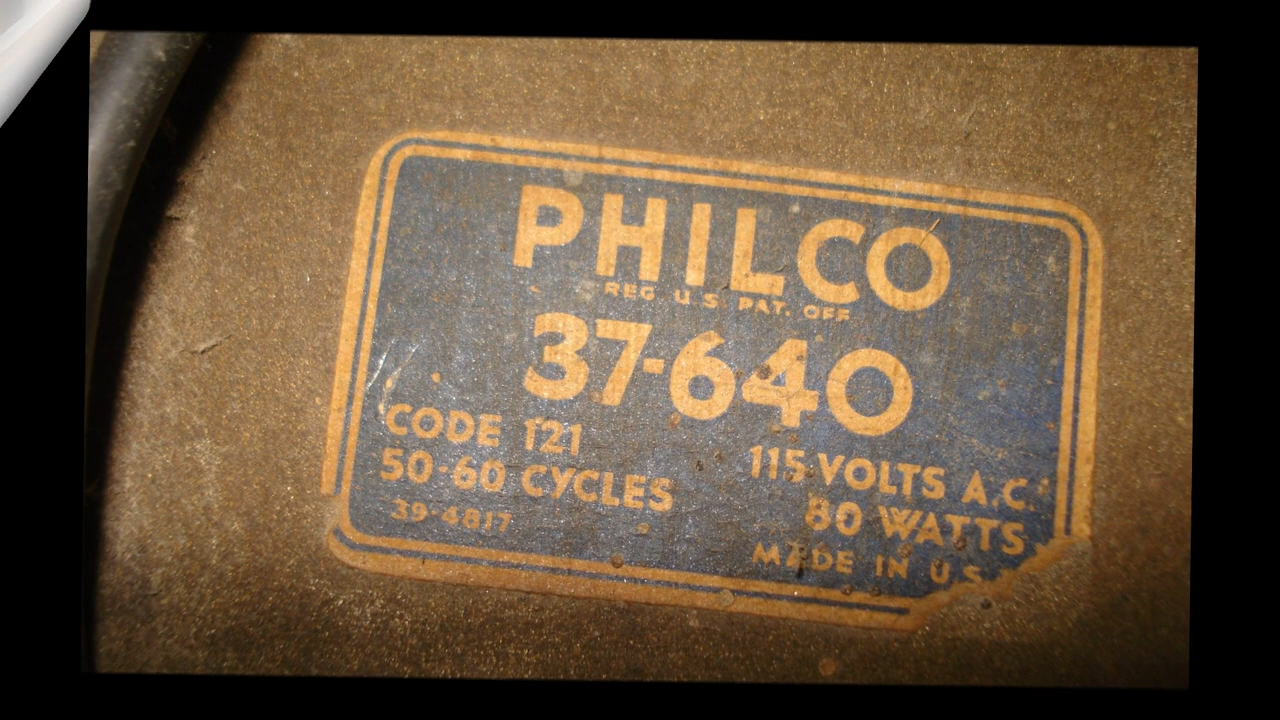 PHILCO
REG U.S. PAT. OFF
37-640
CODE 121
50-60 CYCLES
39-4817
115 VOLTS A.C.
80 WATTS
MADE IN U.S.